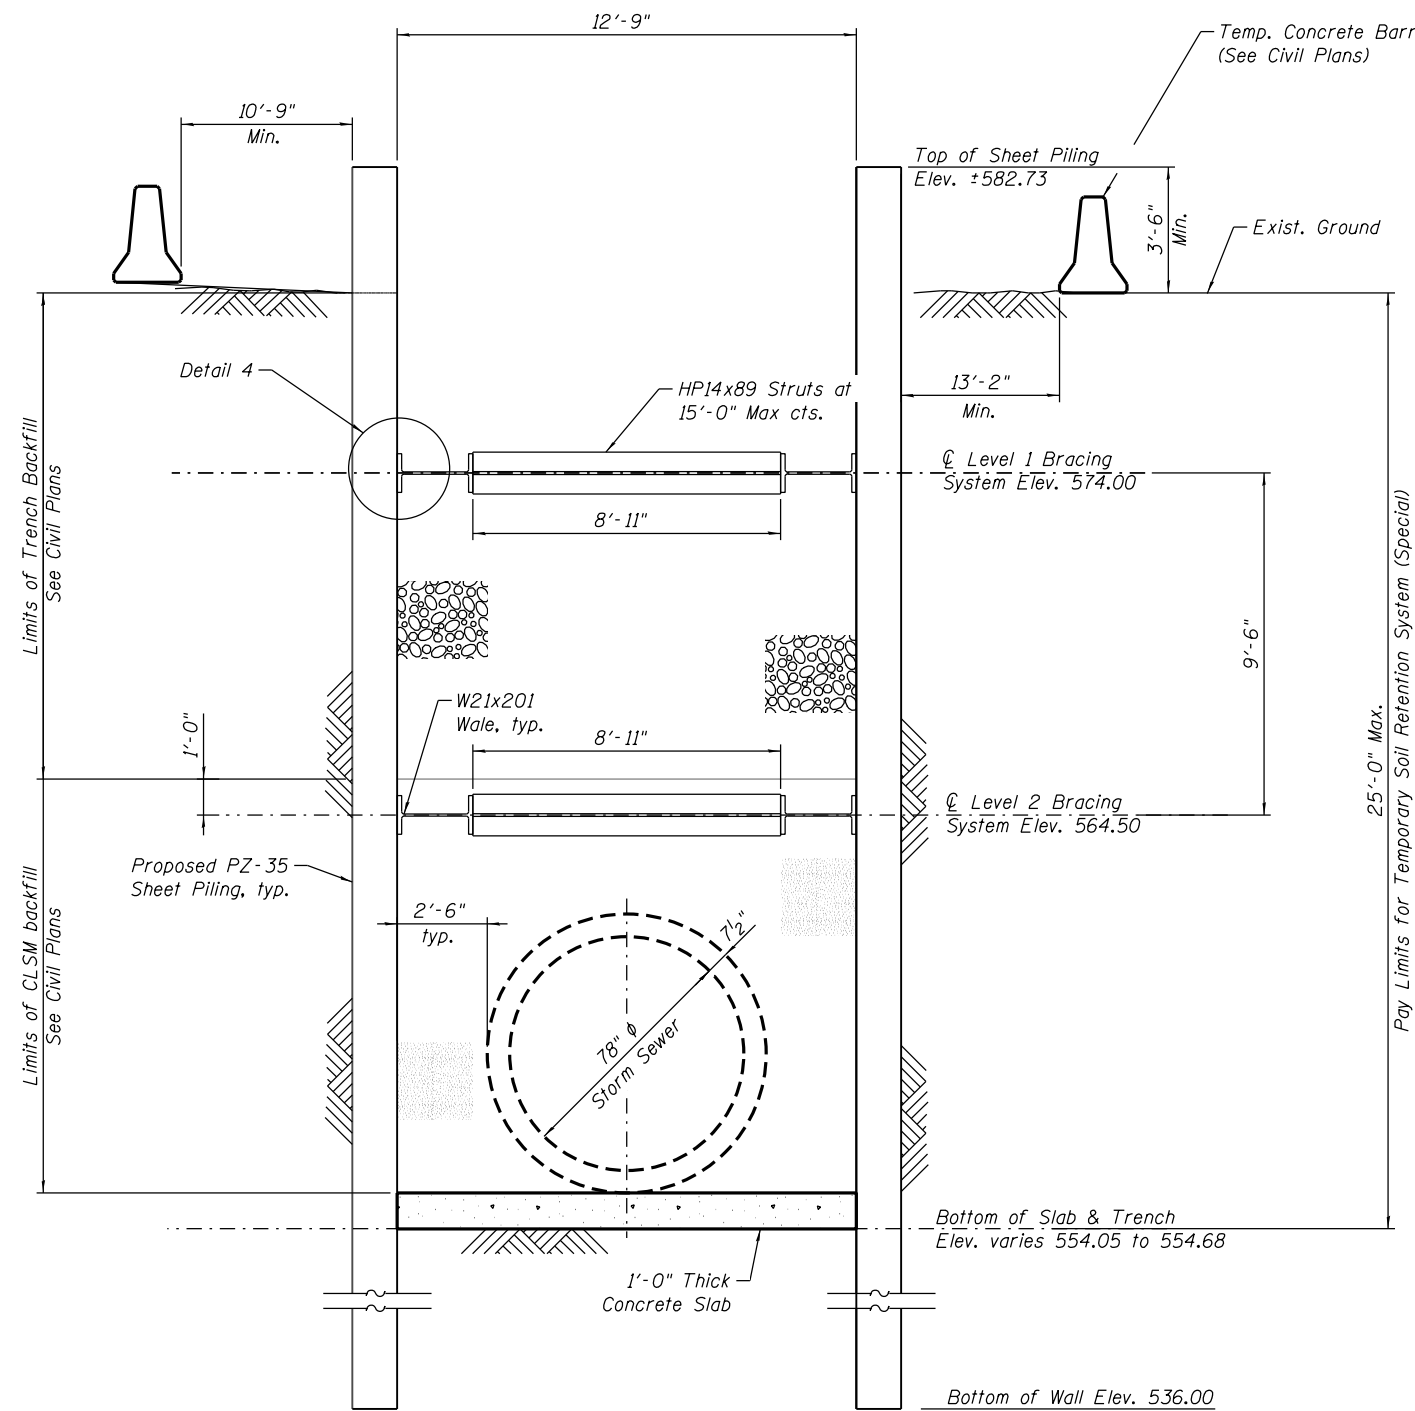 12'-9"
Temp. Concrete Barr
(See Civil Plans)
10'-9"
Min.
Top of Sheet Piling
Elev. ±582.73
3'-6"
Min.
Exist. Ground
Detail 4
HP14x89 Struts at
15'-0" Max cts.
13'-2"
Min.
℄ Level 1 Bracing
System Elev. 574.00
8'-11"
Limits of Trench Backfill
See Civil Plans
9'-6"
Pay Limits for Temporary Soil Retention System (Special)
25'-0" Max.
W21x201
Wale, typ.
1'-0"
8'-11"
℄ Level 2 Bracing
System Elev. 564.50
Proposed PZ-35
Sheet Piling, typ.
2'-6"
typ.
7½"
Limits of CLSM backfill
See Civil Plans
78" ϕ
Storm Sewer
Bottom of Slab & Trench
Elev. varies 554.05 to 554.68
1'-0" Thick
Concrete Slab
Bottom of Wall Elev. 536.00